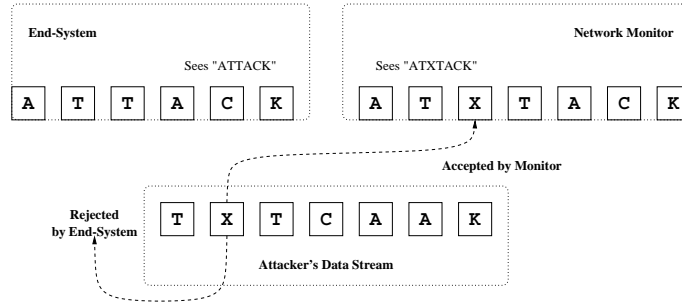 End-System
Network Monitor
Sees "ATTACK"
Sees "ATXTACK"
A T T A C K
A T X T A C K
Accepted by Monitor
Rejected
by End-System
T X T C A A K
Attacker's Data Stream